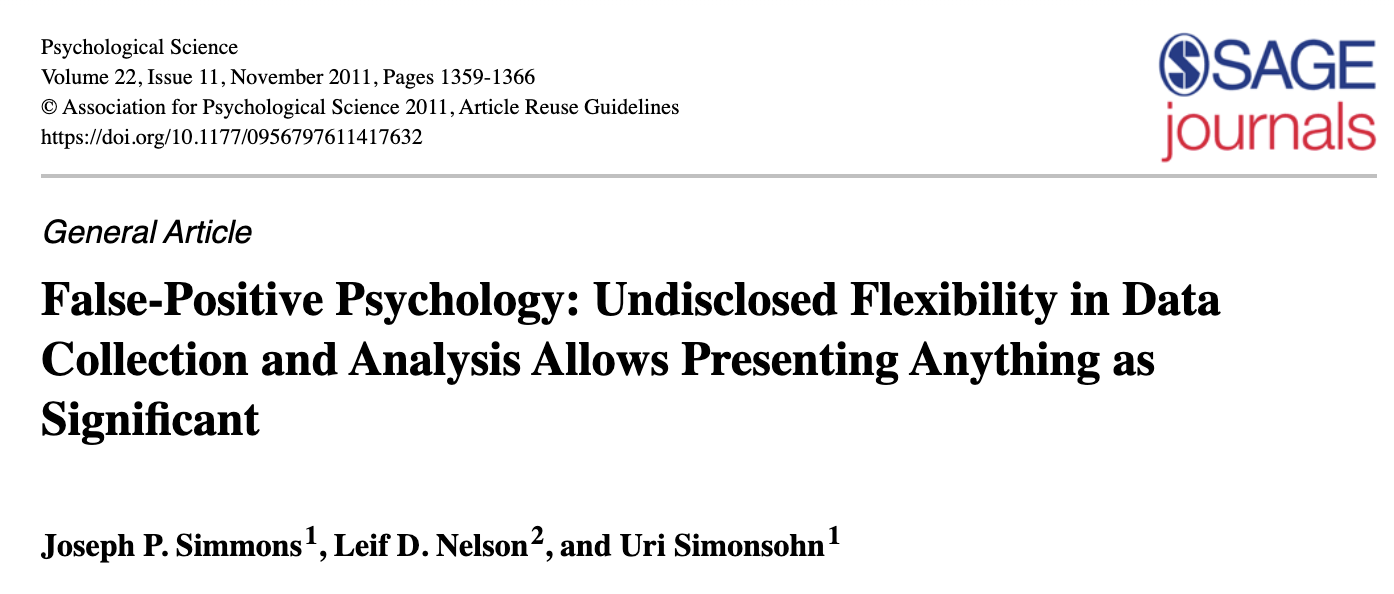 Psychological Science
Volume 22, Issue 11, November 2011, Pages 1359-1366
© Association for Psychological Science 2011, Article Reuse Guidelines
https://doi.org/10.1177/0956797611417632
SAGE
journals
General Article
False-Positive Psychology: Undisclosed Flexibility in Data
Collection and Analysis Allows Presenting Anything as
Significant
Joseph P. Simmons1, Leif D. Nelson2, and Uri Simonsohn1